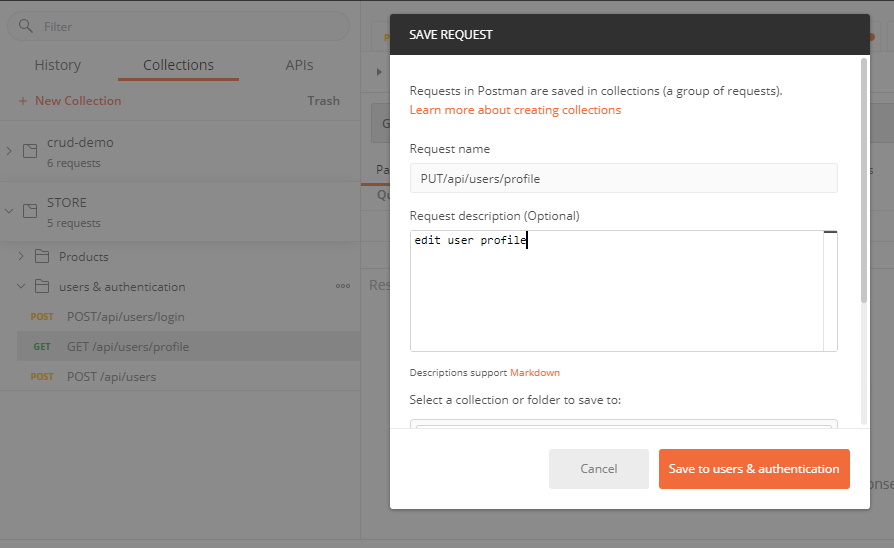 Filter
History
Collections
APIs
+ New Collection
Trash
crud-demo
6 requests
STORE
5 requests
Products
users & authentication
POST POST/api/users/login
GET GET /api/users/profile
POST POST /api/users
SAVE REQUEST
Requests in Postman are saved in collections (a group of requests).
Learn more about creating collections
Request name
PUT/api/users/profile
Request description (Optional)
edit user profile
Descriptions support Markdown
Select a collection or folder to save to:
Cancel
Save to users & authentication